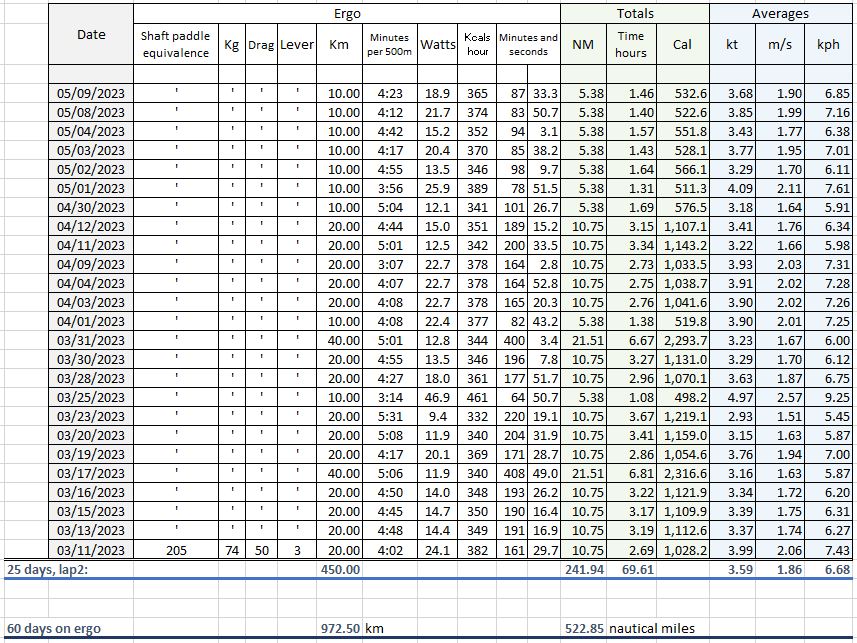 Ergo Totals Averages
Date Shaft paddle equivalence Kg Drag Lever Km Minutes per 500m Watts Kcals hour Minutes and seconds NM Time hours Cal kt m/s kph
05/09/2023 ' ' ' ' 10.00 4:23 18.9 365 87 33.3 5.38 1.46 532.6 3.68 1.90 6.85
05/08/2023 ' ' ' ' 10.00 4:12 21.7 374 83 50.7 5.38 1.40 522.6 3.85 1.99 7.16
05/04/2023 ' ' ' ' 10.00 4:42 15.2 352 94 3.1 5.38 1.57 551.8 3.43 1.77 6.38
05/03/2023 ' ' ' ' 10.00 4:17 20.4 370 85 38.2 5.38 1.43 528.1 3.77 1.95 7.01
05/02/2023 ' ' ' ' 10.00 4:55 13.5 346 98 9.7 5.38 1.64 566.1 3.29 1.70 6.11
05/01/2023 ' ' ' ' 10.00 3:56 25.9 389 78 51.5 5.38 1.31 511.3 4.09 2.11 7.61
04/30/2023 ' ' ' ' 10.00 5:04 12.1 341 101 26.7 5.38 1.69 576.5 3.18 1.64 5.91
04/12/2023 ' ' ' ' 20.00 4:44 15.0 351 189 15.2 10.75 3.15 1,107.1 3.41 1.76 6.34
04/11/2023 ' ' ' ' 20.00 5:01 12.5 342 200 33.5 10.75 3.34 1,143.2 3.22 1.66 5.98
04/09/2023 ' ' ' ' 20.00 3:07 22.7 378 164 2.8 10.75 2.73 1,033.5 3.93 2.03 7.31
04/04/2023 ' ' ' ' 20.00 4:07 22.7 378 164 52.8 10.75 2.75 1,038.7 3.91 2.02 7.28
04/03/2023 ' ' ' ' 20.00 4:08 22.7 378 165 20.3 10.75 2.76 1,041.6 3.90 2.02 7.26
04/01/2023 ' ' ' ' 10.00 4:08 22.4 377 82 43.2 5.38 1.38 519.8 3.90 2.01 7.25
03/31/2023 ' ' ' ' 40.00 5:01 12.8 344 400 3.4 21.51 6.67 2,293.7 3.23 1.67 6.00
03/30/2023 ' ' ' ' 20.00 4:55 13.5 346 196 7.8 10.75 3.27 1,131.0 3.29 1.70 6.12
03/28/2023 ' ' ' ' 20.00 4:27 18.0 361 177 51.7 10.75 2.96 1,070.1 3.63 1.87 6.75
03/25/2023 ' ' ' ' 10.00 3:14 46.9 461 64 50.7 5.38 1.08 498.2 4.97 2.57 9.25
03/23/2023 ' ' ' ' 20.00 5:31 9.4 332 220 19.1 10.75 3.67 1,219.1 2.93 1.51 5.45
03/20/2023 ' ' ' ' 20.00 5:08 11.9 340 204 31.9 10.75 3.41 1,159.0 3.15 1.63 5.87
03/19/2023 ' ' ' ' 20.00 4:17 20.1 369 171 28.7 10.75 2.86 1,054.6 3.76 1.94 7.00
03/17/2023 ' ' ' ' 40.00 5:06 11.9 340 408 49.0 21.51 6.81 2,316.6 3.16 1.63 5.87
03/16/2023 ' ' ' ' 20.00 4:50 14.0 348 193 26.2 10.75 3.22 1,121.9 3.34 1.72 6.20
03/15/2023 ' ' ' ' 20.00 4:45 14.7 350 190 16.4 10.75 3.17 1,109.9 3.39 1.75 6.31
03/13/2023 ' ' ' ' 20.00 4:48 14.4 349 191 16.9 10.75 3.19 1,112.6 3.37 1.74 6.27
03/11/2023 205 74 50 3 20.00 4:02 24.1 382 161 29.7 10.75 2.69 1,028.2 3.99 2.06 7.43
25 days, lap2: 450.00 241.94 69.61 3.59 1.86 6.68
60 days on ergo 972.50 km 522.85 nautical miles